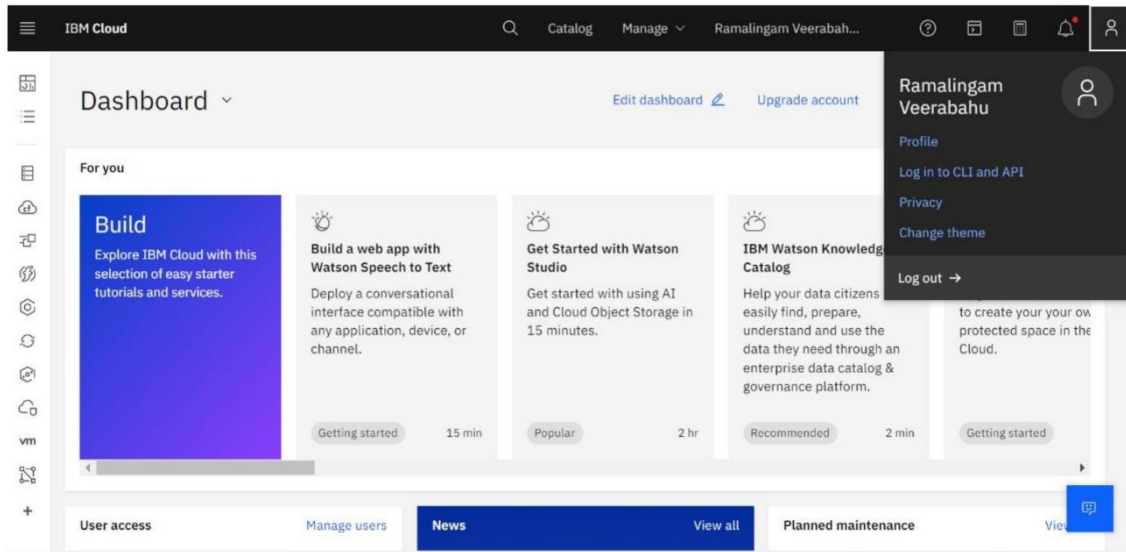 IBM Cloud
Catalog
Manage
Ramalingam Veerabah...
Ramalingam
Veerabahu
Profile
Log in to CLI and API
Privacy
Change theme
Log out →
Dashboard
Edit dashboard
Upgrade account
For you
Build
Explore IBM Cloud with this
selection of easy starter
tutorials and services.
Build a web app with
Watson Speech to Text
Deploy a conversational
interface compatible with
any application, device, or
channel.
Getting started
15 min
Get Started with Watson
Studio
Get started with using AI
and Cloud Object Storage in
15 minutes.
Popular
2 hr
IBM Watson Knowledg
Catalog
Help your data citizens
easily find, prepare,
understand and use the
data they need through an
enterprise data catalog &
governance platform.
Recommended
2 min
to create your your ow
protected space in the
Cloud.
Getting started
vm
User access
Manage users
News
View all
Planned maintenance